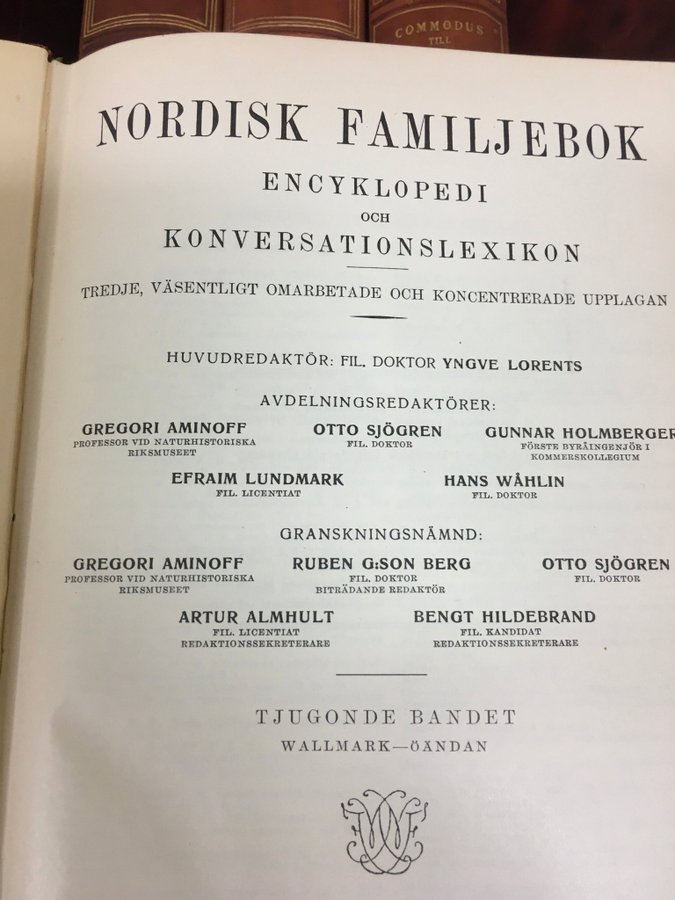 COMMODUS
TILL
NORDISK FAMILJEBOK
ENCYKLOPEDI
OCH
KONVERSATIONSLEXIKON
TREDJE, VÄSENTLIGT OMARBETADE OCH KONCENTRERADE UPPLAGAN
HUVUDREDAKTÖR: FIL. DOKTOR YNGVE LORENTS
AVDELNINGSREDAKTÖRER:
GREGORI AMINOFF OTTO SJÖGREN GUNNAR HOLMBERGER
PROFESSOR VID NATURHISTORISKA FIL. DOKTOR FÖRSTE BYRÅINGENJÖR I
RIKSMUSEET KOMMERSKOLLEGIUM
EFRAIM LUNDMARK HANS WÅHLIN
FIL. LICENTIAT FIL. DOKTOR
GRANSKNINGSNÄMND:
GREGORI AMINOFF RUBEN G:SON BERG OTTO SJÖGREN
PROFESSOR VID NATURHISTORISKA FIL. DOKTOR FIL. DOKTOR
RIKSMUSEET BITRÄDANDE REDAKTÖR
ARTUR ALMHULT BENGT HILDEBRAND
FIL. LICENTIAT FIL. KANDIDAT
REDAKTIONSSEKRETERARE REDAKTIONSSEKRETERARE
TJUGONDE BANDET
WALLMARK—ÖÄNDAN